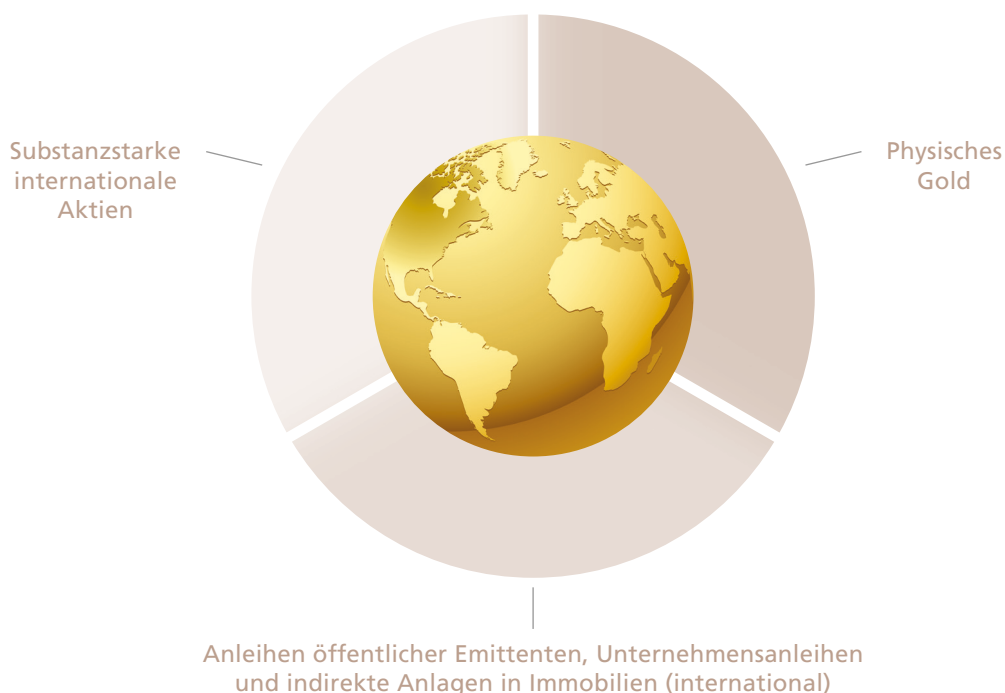 Substanzstarke
internationale
Aktien
Physisches
Gold
Anleihen öffentlicher Emittenten, Unternehmensanleihen
und indirekte Anlagen in Immobilien (international)